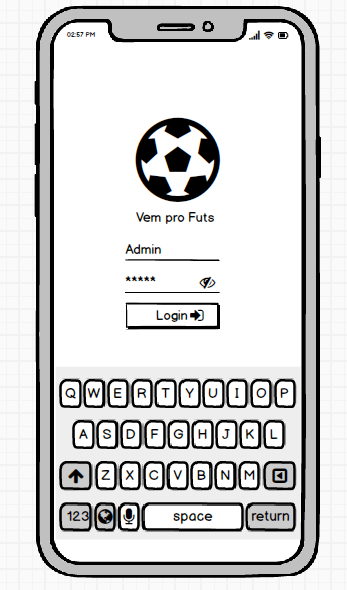 02:57 PM
Vem pro Futs
Admin
*****
Login
Q W E R T Y U I O P
A S D F G H J K L
Z X C V B N M
123 space return